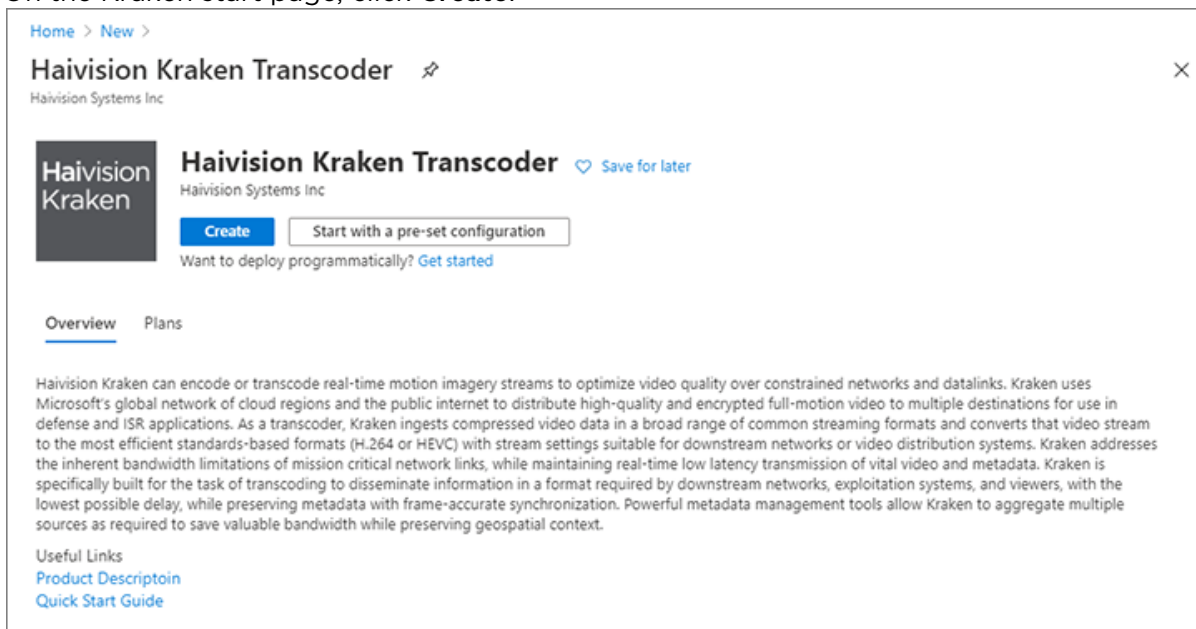 On the Kraken start page, click Create.
Home > New >
Haivision Kraken Transcoder
Haivision Systems Inc
Haivision
Kraken
Haivision Kraken Transcoder
Save for later
Haivision Systems Inc
Create
Start with a pre-set configuration
Want to deploy programmatically? Get started
Overview Plans
Haivision Kraken can encode or transcode real-time motion imagery streams to optimize video quality over constrained networks and datalinks. Kraken uses
Microsoft's global network of cloud regions and the public internet to distribute high-quality and encrypted full-motion video to multiple destinations for use in
defense and ISR applications. As a transcoder, Kraken ingests compressed video data in a broad range of common streaming formats and converts that video stream
to the most efficient standards-based formats (H.264 or HEVC) with stream settings suitable for downstream networks or video distribution systems. Kraken addresses
the inherent bandwidth limitations of mission critical network links, while maintaining real-time low latency transmission of vital video and metadata. Kraken is
specifically built for the task of transcoding to disseminate information in a format required by downstream networks, exploitation systems, and viewers, with the
lowest possible delay, while preserving metadata with frame-accurate synchronization. Powerful metadata management tools allow Kraken to aggregate multiple
sources as required to save valuable bandwidth while preserving geospatial context.
Useful Links
Product Descriptoin
Quick Start Guide